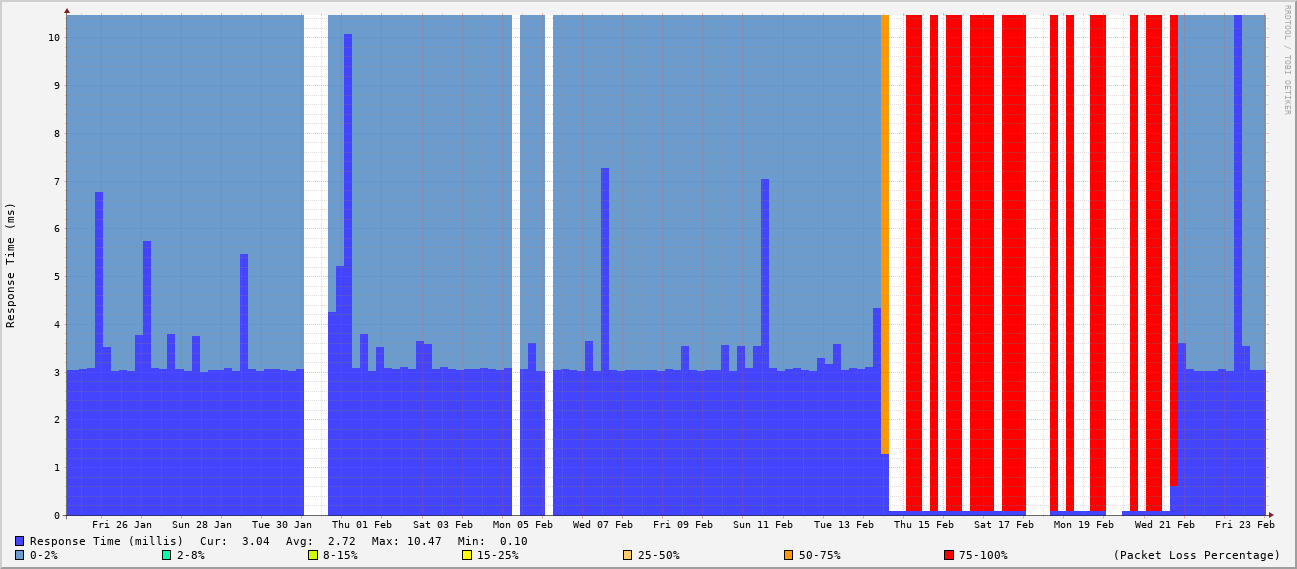 RRDTOOL / TOBI OETIKER
Response Time (ms)
10
9
8
7
6
5
4
3
2
1
0
Fri 26 Jan Sun 28 Jan Tue 30 Jan Thu 01 Feb Sat 03 Feb Mon 05 Feb Wed 07 Feb Fri 09 Feb Sun 11 Feb Tue 13 Feb Thu 15 Feb Sat 17 Feb Mon 19 Feb Wed 21 Feb Fri 23 Feb
Response Time (millis) Cur: 3.04 Avg: 2.72 Max: 10.47 Min: 0.10
0-2% 2-8% 8-15% 15-25% 25-50% 50-75% 75-100% (Packet Loss Percentage)